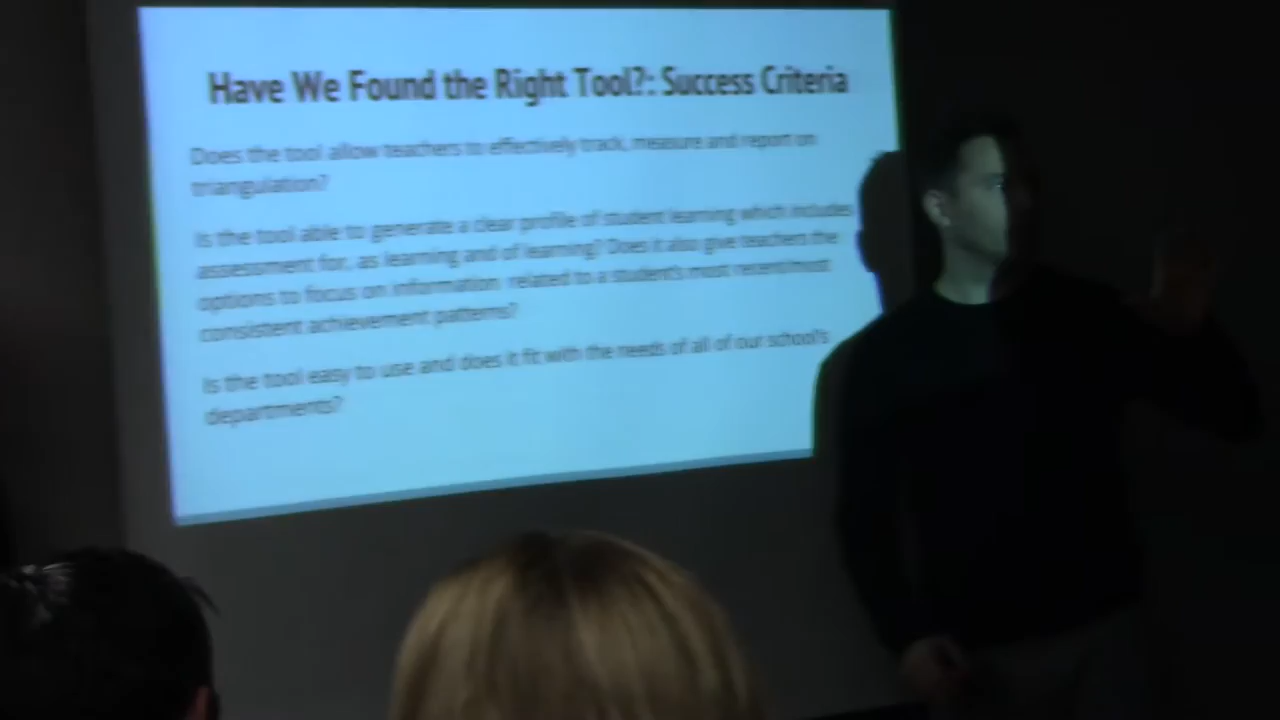 Have We Found the Right Tool?: Success Criteria
Does the tool allow teachers to effectively track, measure and report on
triangulation?
Is the tool able to generate a clear profile of student learning which includes
assessment for, as learning and of learning? Does it also give teachers the
options to focus on information related to a student's most recent/most
consistent achievement patterns?
Is the tool easy to use and does it fit with the needs of all of our school's
departments?